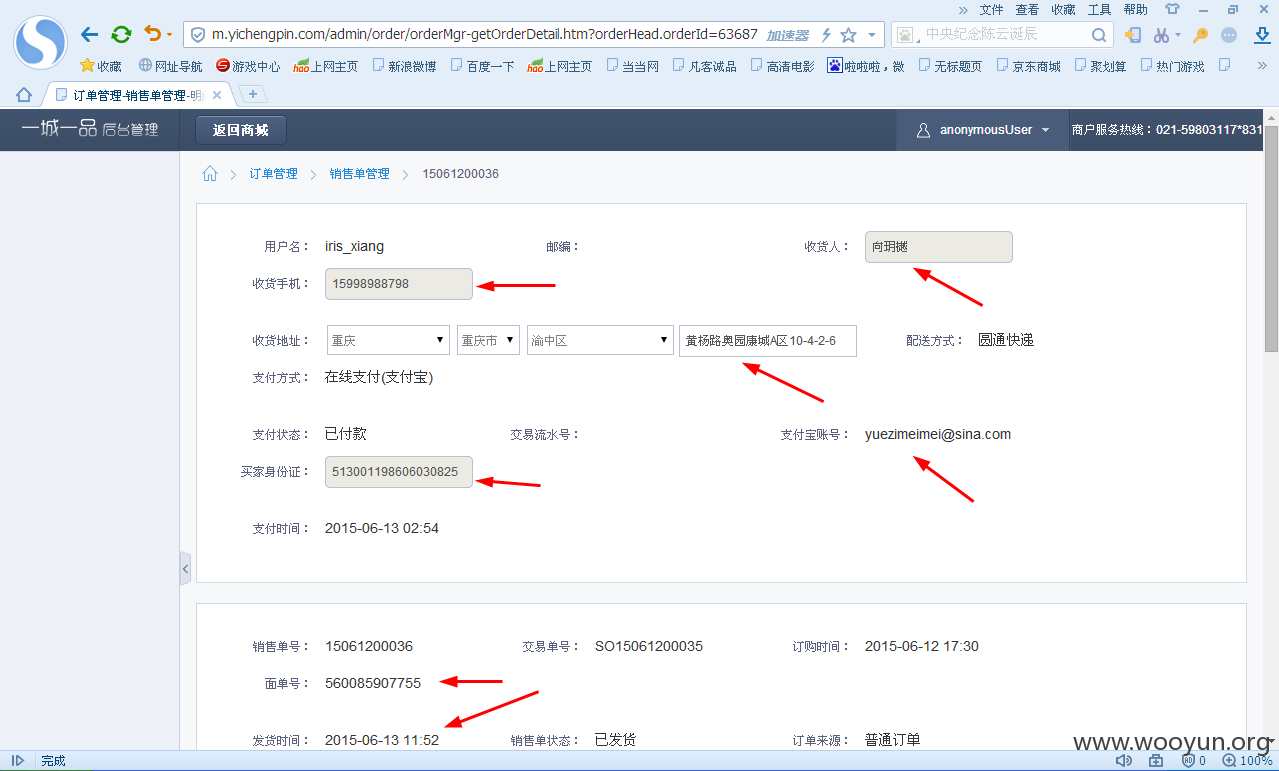 文件 查看 收藏 工具 帮助
m.yichengpin.com/admin/order/orderMgr-getOrderDetail.htm?orderHead.orderId=63687 加速器 中央纪念陈云诞辰
收藏 网址导航 游戏中心 hao上网主页 新浪微博 百度一下 hao上网主页 当当网 凡客诚品 高清电影 啦啦啦，微 无标题页 京东商城 聚划算 热门游戏
订单管理-销售单管理-明
一城一品 后台管理 返回商城 anonymousUser 商户服务热线：021-59803117*831
订单管理 销售单管理 15061200036
用户名： iris_xiang 邮编： 收货人： 向玥樾
收货手机： 15998988798
收货地址： 重庆 重庆市 渝中区 黄杨路奥园康城A区10-4-2-6 配送方式： 圆通快递
支付方式： 在线支付(支付宝)
支付状态： 已付款 交易流水号： 支付宝账号： yuezimeimei@sina.com
买家身份证： 513001198606030825
支付时间： 2015-06-13 02:54
销售单号： 15061200036 交易单号： SO15061200035 订购时间： 2015-06-12 17:30
面单号： 560085907755
发货时间： 2015-06-13 11:52 销售单状态： 已发货 订单来源： 普通订单
www.wooyun.org
完成 0 100%